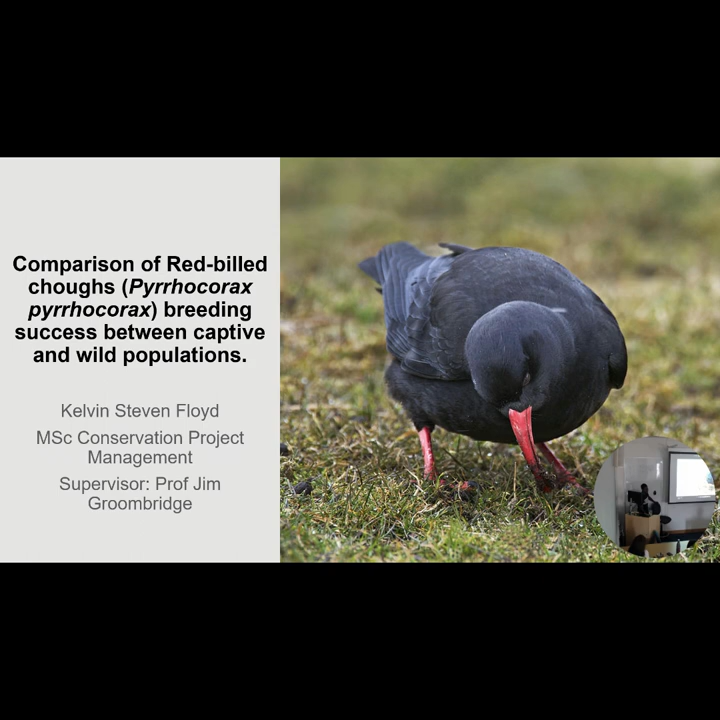 Comparison of Red-billed
choughs (Pyrrhocorax
pyrrhocorax) breeding
success between captive
and wild populations.
Kelvin Steven Floyd
MSc Conservation Project
Management
Supervisor: Prof Jim
Groombridge